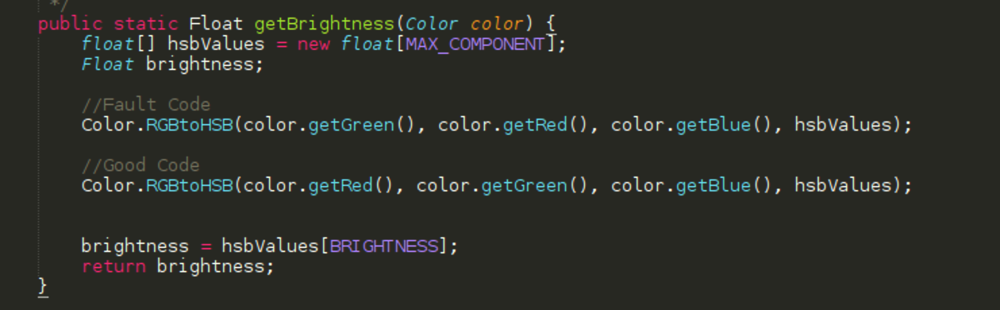 */
public static Float getBrightness(Color color) {
float[] hsbValues = new float[MAX_COMPONENT];
Float brightness;
//Fault Code
Color.RGBtoHSB(color.getGreen(), color.getRed(), color.getBlue(), hsbValues);
//Good Code
Color.RGBtoHSB(color.getRed(), color.getGreen(), color.getBlue(), hsbValues);
brightness = hsbValues[BRIGHTNESS];
return brightness;
}